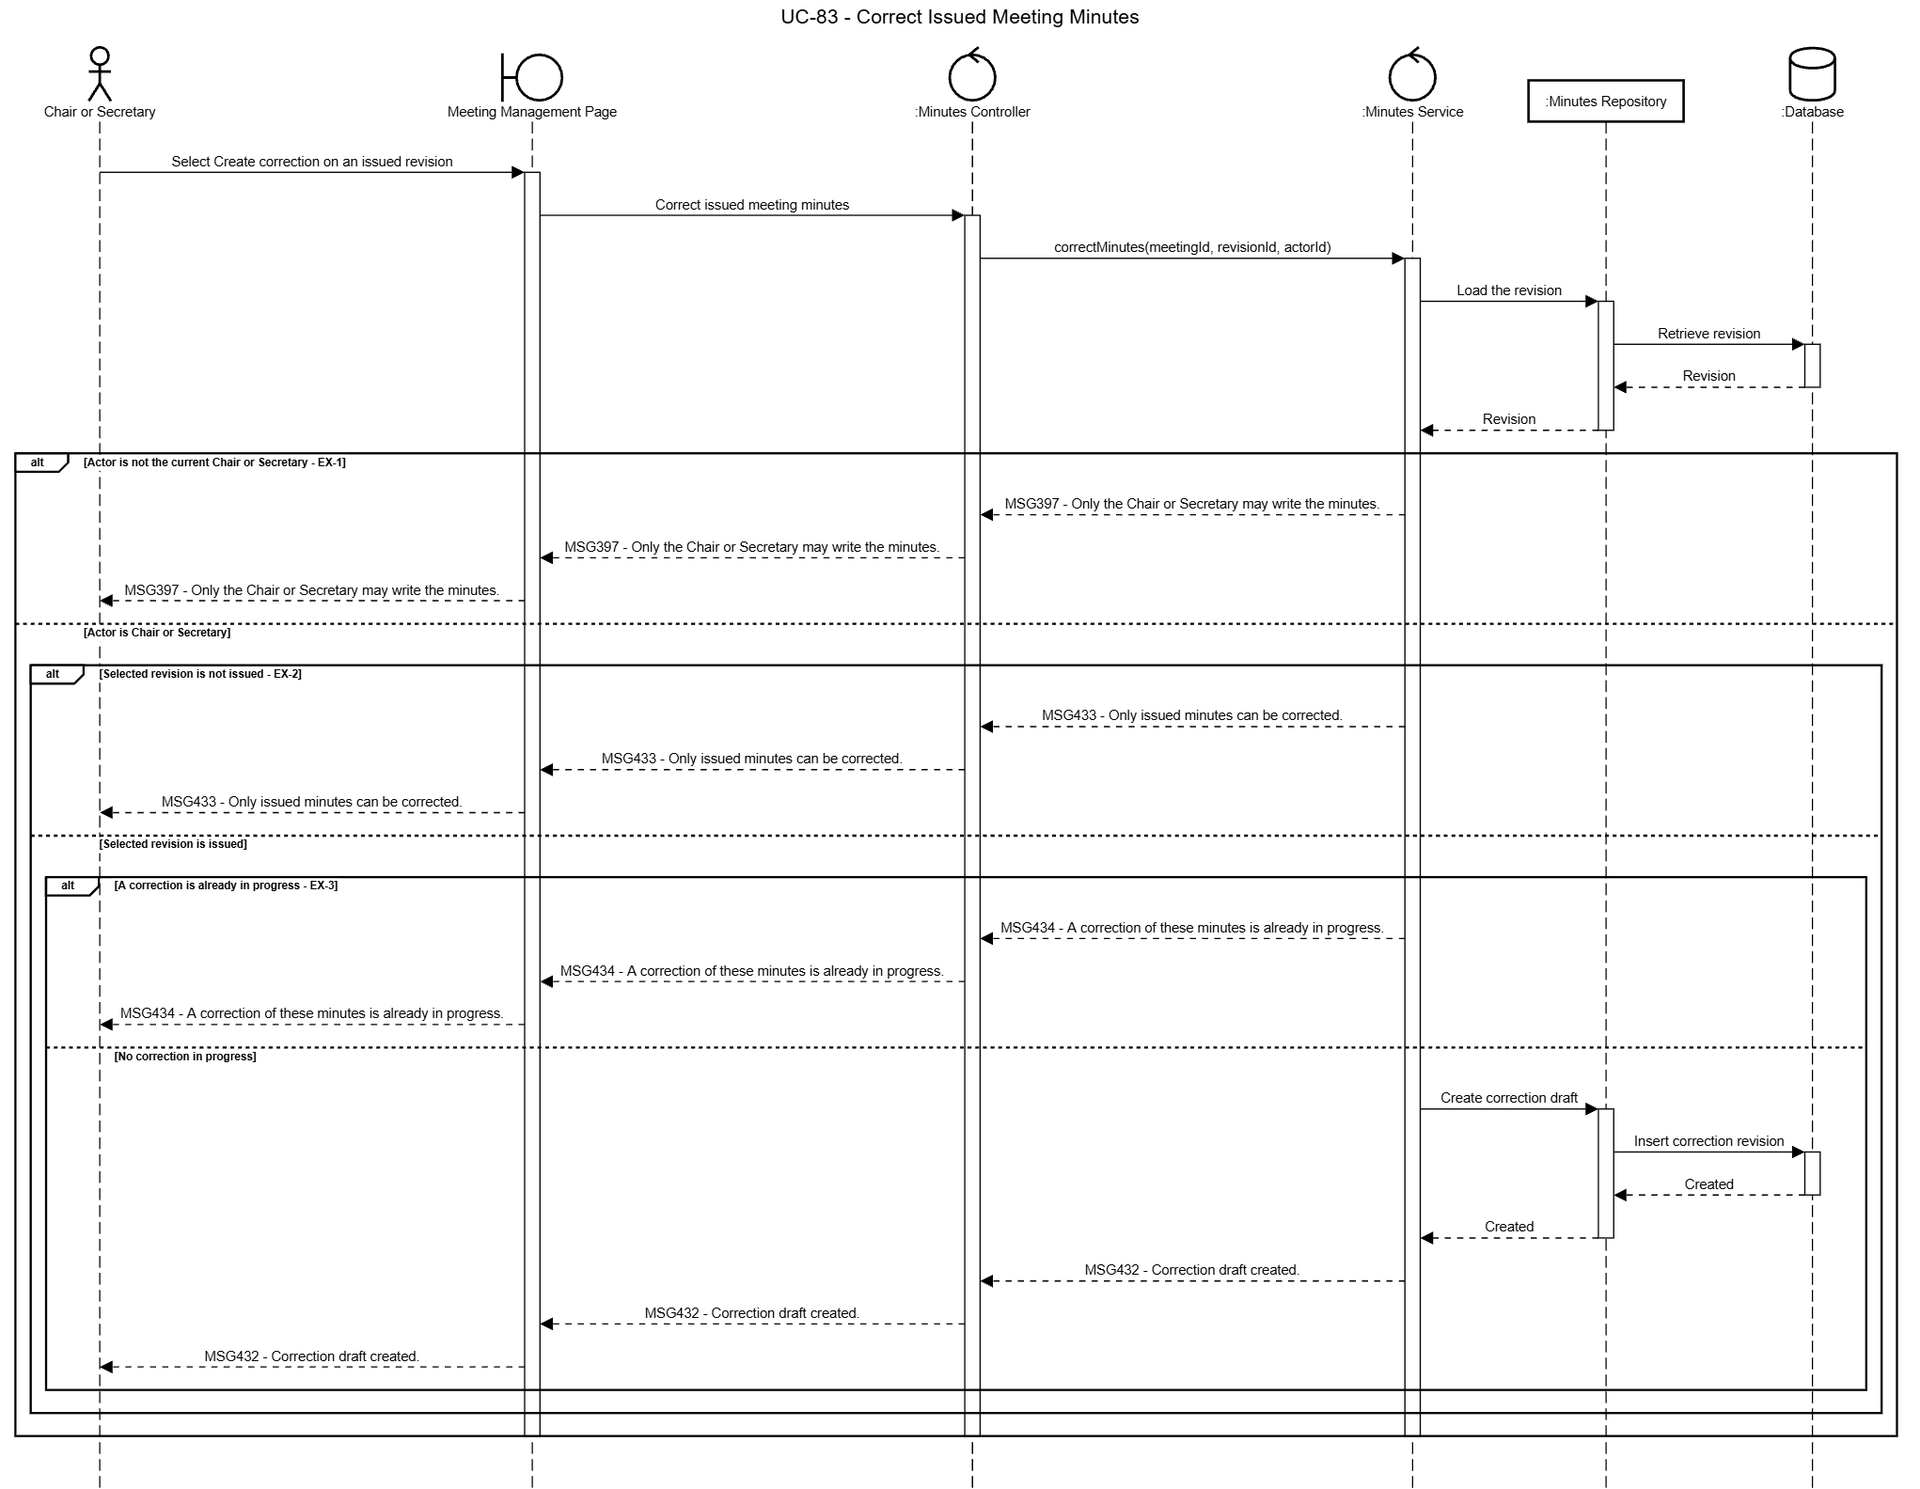 UC-83 - Correct Issued Meeting Minutes
Chair or Secretary
Meeting Management Page
:Minutes Controller
:Minutes Service
:Minutes Repository
:Database
Select Create correction on an issued revision
Correct issued meeting minutes
correctMinutes(meetingId, revisionId, actorId)
Load the revision
Retrieve revision
Revision
Revision
alt
[Actor is not the current Chair or Secretary - EX-1]
MSG397 - Only the Chair or Secretary may write the minutes.
MSG397 - Only the Chair or Secretary may write the minutes.
MSG397 - Only the Chair or Secretary may write the minutes.
[Actor is Chair or Secretary]
alt
[Selected revision is not issued - EX-2]
MSG433 - Only issued minutes can be corrected.
MSG433 - Only issued minutes can be corrected.
MSG433 - Only issued minutes can be corrected.
[Selected revision is issued]
alt
[A correction is already in progress - EX-3]
MSG434 - A correction of these minutes is already in progress.
MSG434 - A correction of these minutes is already in progress.
MSG434 - A correction of these minutes is already in progress.
[No correction in progress]
Create correction draft
Insert correction revision
Created
Created
MSG432 - Correction draft created.
MSG432 - Correction draft created.
MSG432 - Correction draft created.